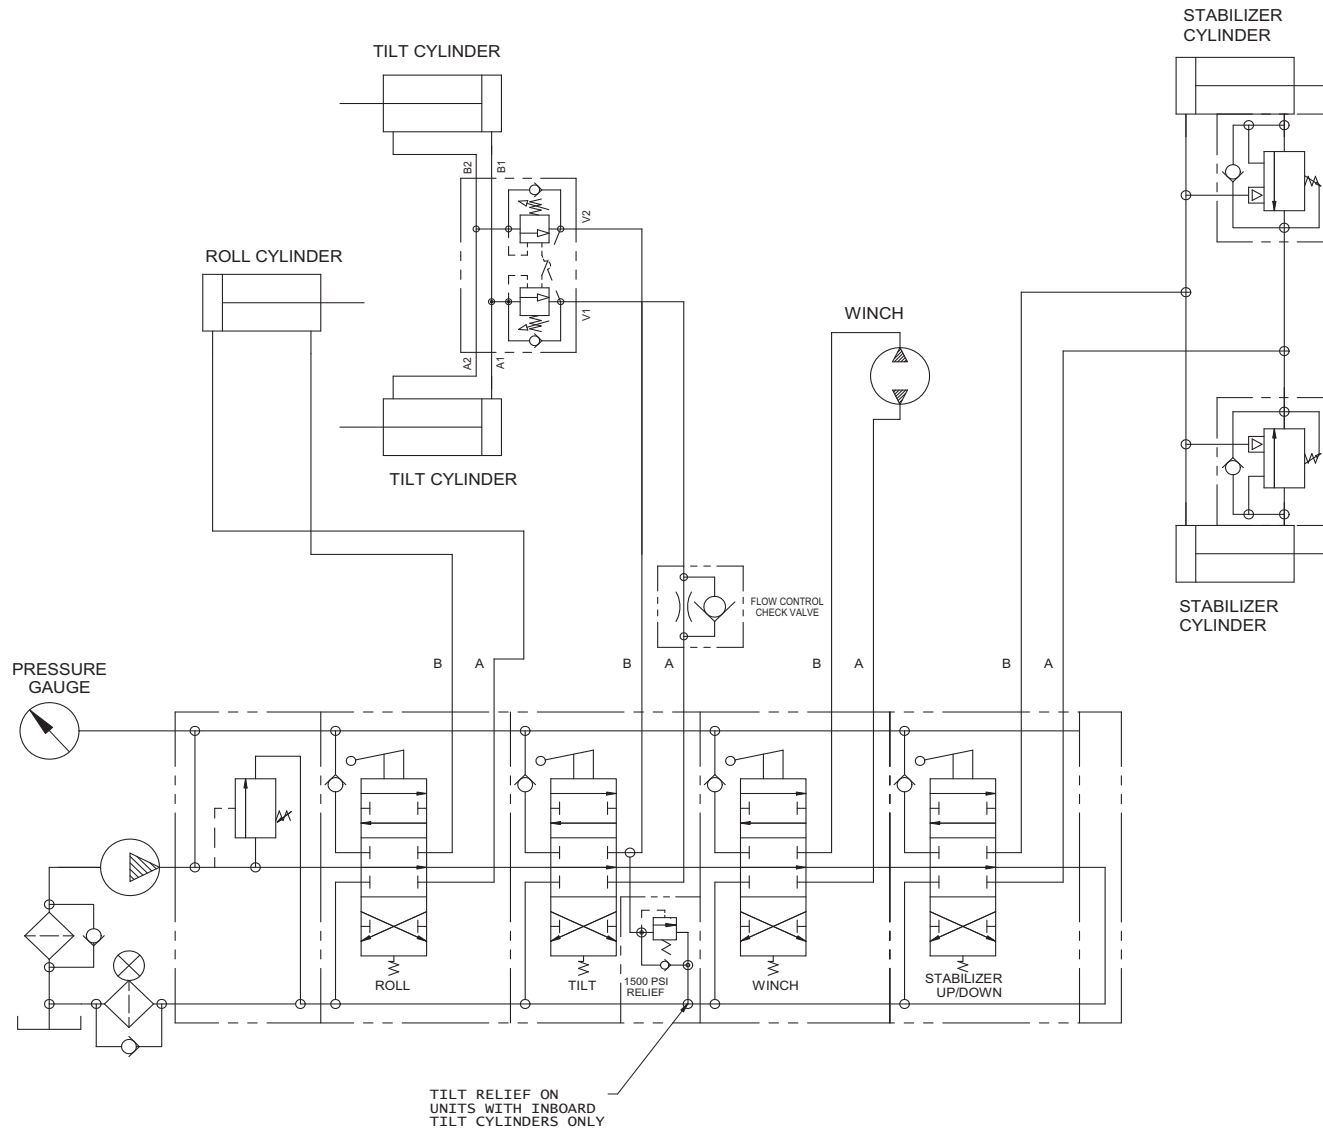 STABILIZER
CYLINDER
TILT CYLINDER
B2
B1
V2
ROLL CYLINDER
WINCH
V1
A2
A1
TILT CYLINDER
FLOW CONTROL
CHECK VALVE
STABILIZER
CYLINDER
PRESSURE
GAUGE
B
A
B
A
B
A
B
A
ROLL
TILT
1500 PSI
RELIEF
WINCH
STABILIZER
UP/DOWN
TILT RELIEF ON
UNITS WITH INBOARD
TILT CYLINDERS ONLY